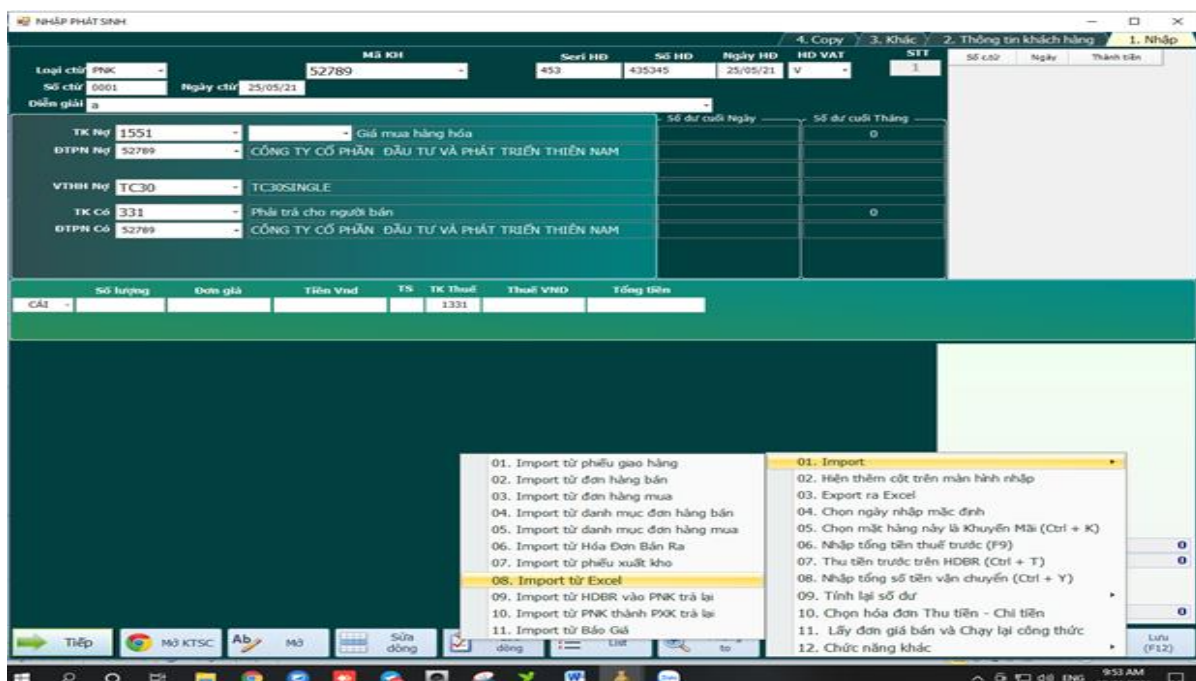 NHẬP PHÁT SINH
4. Copy 3. Khác 2. Thông tin khách hàng 1. Nhập
Mã KH Seri HĐ Số HĐ Ngày HĐ HD VAT STT Số c.từ Ngày Thành tiền
Loại ctừ PNK 52789 453 435345 25/05/21 V 1
Số ctừ 0001 Ngày ctừ 25/05/21
Diễn giải a
Số dư cuối Ngày Số dư cuối Tháng
TK Nợ 1551 Giá mua hàng hóa 0
ĐTPN Nợ 52789 CÔNG TY CỔ PHẦN ĐẦU TƯ VÀ PHÁT TRIỂN THIÊN NAM
VTHH Nợ TC30 TC30SINGLE
TK Có 331 Phải trả cho người bán 0
ĐTPN Có 52789 CÔNG TY CỔ PHẦN ĐẦU TƯ VÀ PHÁT TRIỂN THIÊN NAM
Số lượng Đơn giá Tiền Vnd TS TK Thuế Thuế VND Tổng tiền
CÁI 1331
01. Import từ phiếu giao hàng
02. Import từ đơn hàng bán
03. Import từ đơn hàng mua
04. Import từ danh mục đơn hàng bán
05. Import từ danh mục đơn hàng mua
06. Import từ Hóa Đơn Bán Ra
07. Import từ phiếu xuất kho
08. Import từ Excel
09. Import từ HDBR vào PNK trả lại
10. Import từ PNK thành PXK trả lại
11. Import từ Báo Giá
01. Import
02. Hiện thêm cột trên màn hình nhập
03. Export ra Excel
04. Chọn ngày nhập mặc định
05. Chọn mặt hàng này là Khuyến Mãi (Ctrl + K)
06. Nhập tổng tiền thuế trước (F9)
07. Thu tiền trước trên HDBR (Ctrl + T)
08. Nhập tổng số tiền vận chuyển (Ctrl + Y)
09. Tính lại số dư
10. Chọn hóa đơn Thu tiền - Chi tiền
11. Lấy đơn giá bán và Chạy lại công thức
12. Chức năng khác
0
0
0
Tiếp Mở KTSC Mở Sửa dòng dòng List to Lưu (F12)
ENG 9:53 AM